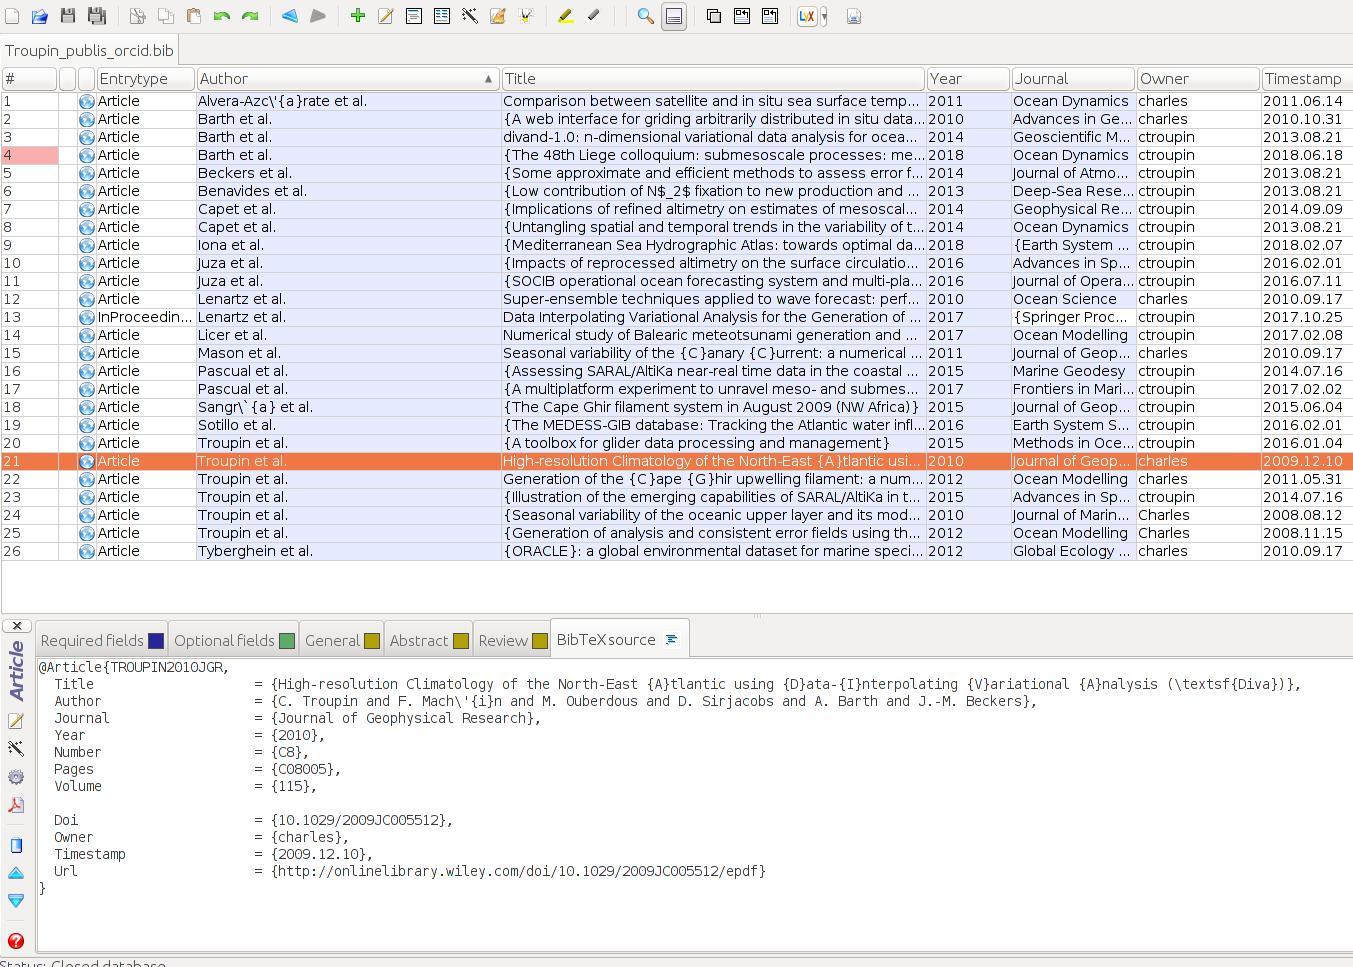 Troupin_publis_orcid.bib
# Entrytype Author Title Year Journal Owner Timestamp
1 Article Alvera-Azc\'{a}rate et al. Comparison between satellite and in situ sea surface temp... 2011 Ocean Dynamics charles 2011.06.14
2 Article Barth et al. {A web interface for griding arbitrarily distributed in situ data... 2010 Advances in Ge... charles 2010.10.31
3 Article Barth et al. divand-1.0: n-dimensional variational data analysis for ocea... 2014 Geoscientific M... ctroupin 2013.08.21
4 Article Barth et al. {The 48th Liege colloquium: submesoscale processes: me... 2018 Ocean Dynamics ctroupin 2018.06.18
5 Article Beckers et al. {Some approximate and efficient methods to assess error f... 2014 Journal of Atmo... ctroupin 2013.08.21
6 Article Benavides et al. {Low contribution of N$_2$ fixation to new production and ... 2013 Deep-Sea Rese... ctroupin 2013.08.21
7 Article Capet et al. {Implications of refined altimetry on estimates of mesoscal... 2014 Geophysical Re... ctroupin 2014.09.09
8 Article Capet et al. {Untangling spatial and temporal trends in the variability of t... 2014 Ocean Dynamics ctroupin 2013.08.21
9 Article Iona et al. {Mediterranean Sea Hydrographic Atlas: towards optimal da... 2018 {Earth System ... ctroupin 2018.02.07
10 Article Juza et al. {Impacts of reprocessed altimetry on the surface circulatio... 2016 Advances in Sp... ctroupin 2016.02.01
11 Article Juza et al. {SOCIB operational ocean forecasting system and multi-pla... 2016 Journal of Opera... ctroupin 2016.07.11
12 Article Lenartz et al. Super-ensemble techniques applied to wave forecast: perf... 2010 Ocean Science charles 2010.09.17
13 InProceedin... Lenartz et al. Data Interpolating Variational Analysis for the Generation of ... 2017 {Springer Proc... ctroupin 2017.10.25
14 Article Licer et al. Numerical study of Balearic meteotsunami generation and ... 2017 Ocean Modelling ctroupin 2017.02.08
15 Article Mason et al. Seasonal variability of the {C}anary {C}urrent: a numerical ... 2011 Journal of Geop... charles 2010.09.17
16 Article Pascual et al. {Assessing SARAL/AltiKa near-real time data in the coastal ... 2015 Marine Geodesy ctroupin 2014.07.16
17 Article Pascual et al. {A multiplatform experiment to unravel meso- and submes... 2017 Frontiers in Mari... ctroupin 2017.02.02
18 Article Sangr\`{a} et al. {The Cape Ghir filament system in August 2009 (NW Africa)} 2015 Journal of Geop... ctroupin 2015.06.04
19 Article Sotillo et al. {The MEDESS-GIB database: Tracking the Atlantic water infl... 2016 Earth System S... ctroupin 2016.02.01
20 Article Troupin et al. {A toolbox for glider data processing and management} 2015 Methods in Oce... ctroupin 2016.01.04
21 Article Troupin et al. High-resolution Climatology of the North-East {A}tlantic usi... 2010 Journal of Geop... charles 2009.12.10
22 Article Troupin et al. Generation of the {C}ape {G}hir upwelling filament: a num... 2012 Ocean Modelling charles 2011.05.31
23 Article Troupin et al. {Illustration of the emerging capabilities of SARAL/AltiKa in t... 2015 Advances in Sp... ctroupin 2014.07.16
24 Article Troupin et al. {Seasonal variability of the oceanic upper layer and its mod... 2010 Journal of Marin... Charles 2008.08.12
25 Article Troupin et al. {Generation of analysis and consistent error fields using th... 2012 Ocean Modelling Charles 2008.11.15
26 Article Tyberghein et al. {ORACLE}: a global environmental dataset for marine speci... 2012 Global Ecology ... charles 2010.09.17
Required fields Optional fields General Abstract Review BibTeX source
Article
@Article{TROUPIN2010JGR,
Title = {High-resolution Climatology of the North-East {A}tlantic using {D}ata-{I}nterpolating {V}ariational {A}nalysis (\textsf{Diva})},
Author = {C. Troupin and F. Mach\'{i}n and M. Ouberdous and D. Sirjacobs and A. Barth and J.-M. Beckers},
Journal = {Journal of Geophysical Research},
Year = {2010},
Number = {C8},
Pages = {C08005},
Volume = {115},
Doi = {10.1029/2009JC005512},
Owner = {charles},
Timestamp = {2009.12.10},
Url = {http://onlinelibrary.wiley.com/doi/10.1029/2009JC005512/epdf}
}
Status: Closed database